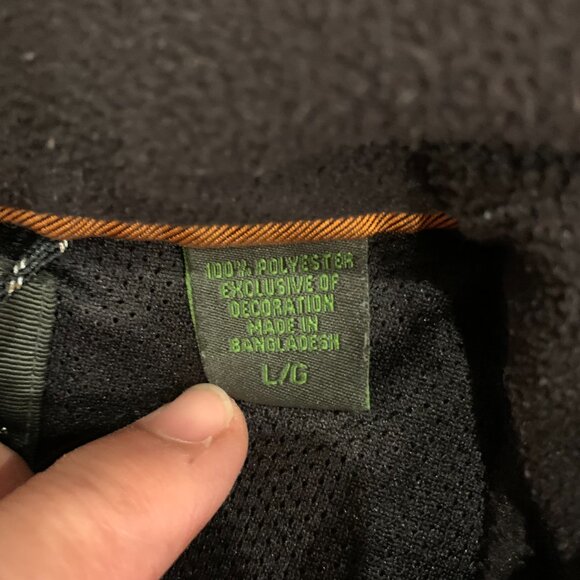 100% POLYESTER
EXCLUSIVE OF
DECORATION
MADE IN
BANGLADESH
L/G